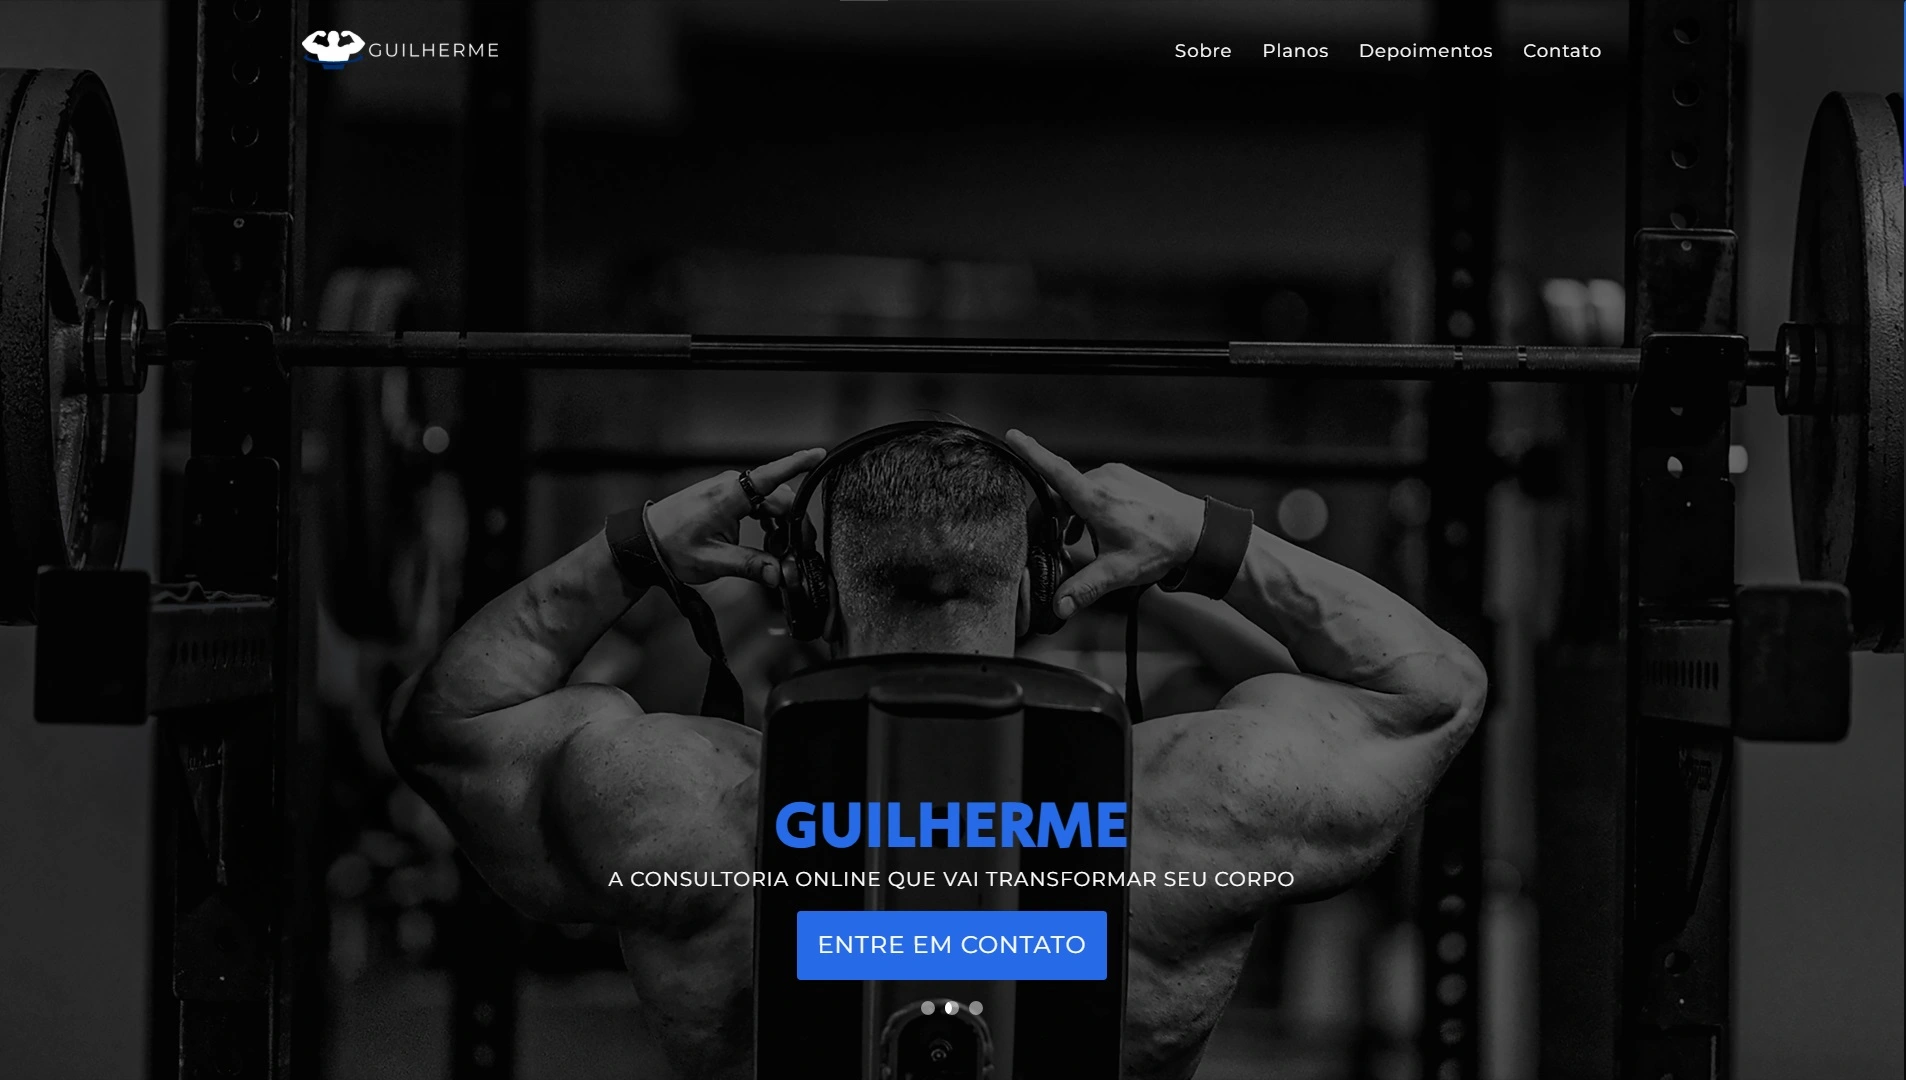 GUILHERME
Sobre Planos Depoimentos Contato
GUILHERME
A CONSULTORIA ONLINE QUE VAI TRANSFORMAR SEU CORPO
ENTRE EM CONTATO